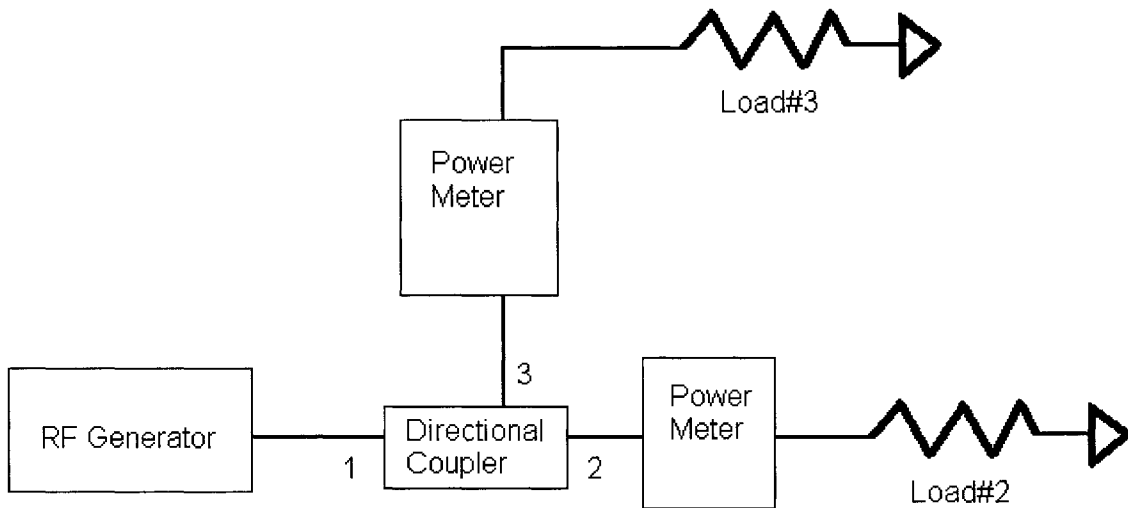 Load#3
Power
Meter
3
RF Generator
1
Directional
Coupler
2
Power
Meter
Load#2